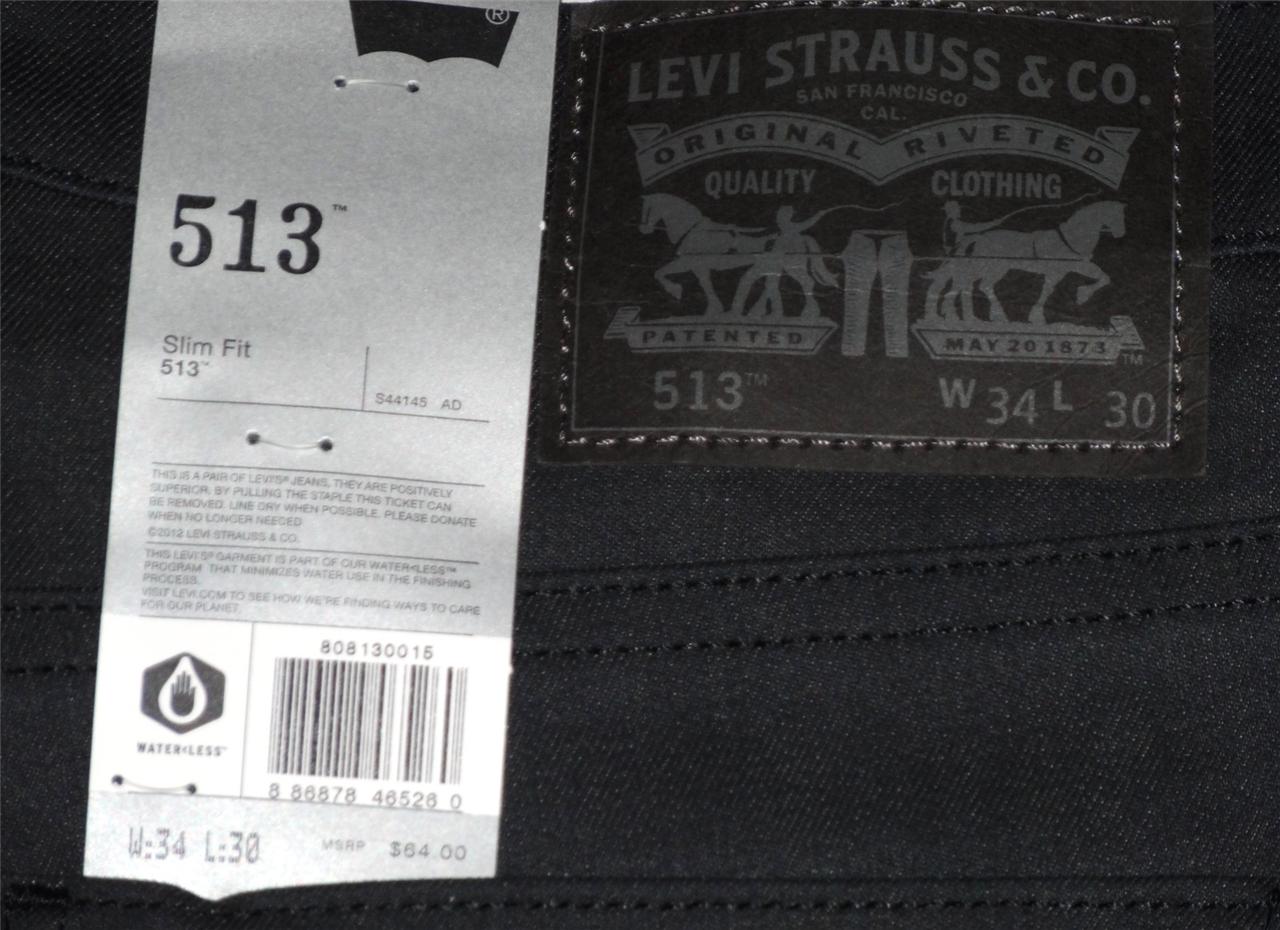 ®
513™
Slim Fit
513™
S44145 AD
THIS IS A PAIR OF LEVI'S® JEANS, THEY ARE POSITIVELY
SUPERIOR. BY PULLING THE STAPLE THIS TICKET CAN
BE REMOVED. LINE DRY WHEN POSSIBLE. PLEASE DONATE
WHEN NO LONGER NEEDED
©2012 LEVI STRAUSS & CO.
THIS LEVI'S® GARMENT IS PART OF OUR WATER<LESS™
PROGRAM THAT MINIMIZES WATER USE IN THE FINISHING
PROCESS.
VISIT LEVI.COM TO SEE HOW WE'RE FINDING WAYS TO CARE
FOR OUR PLANET.
WATER<LESS™
808130015
8 86878 46526 0
W:34 L:30
MSRP $64.00
LEVI STRAUSS & CO.
SAN FRANCISCO
CAL.
ORIGINAL RIVETED
QUALITY CLOTHING
PATENTED MAY 20 1873 ™
513™ W 34 L 30